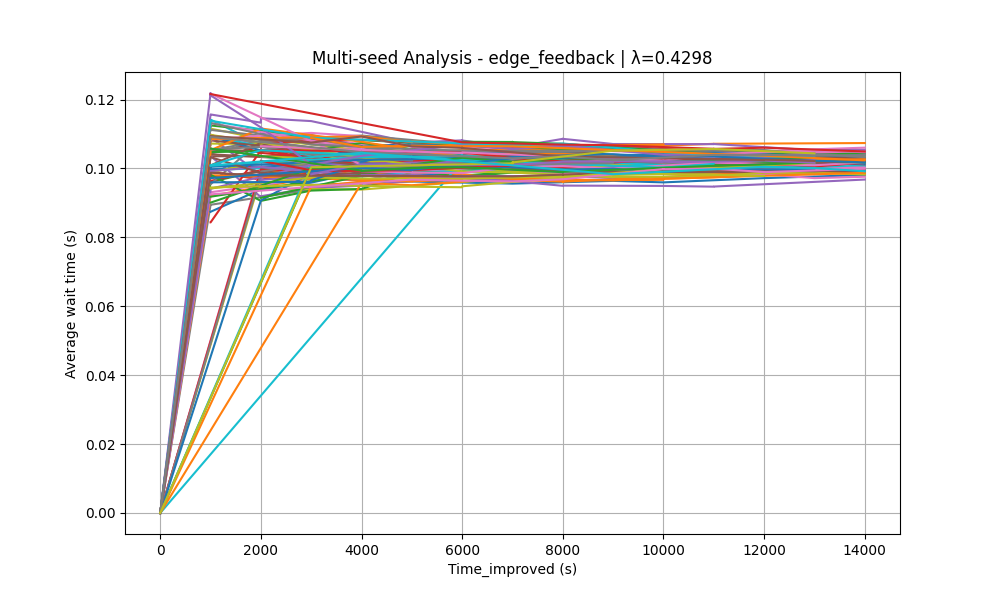 Multi-seed Analysis - edge_feedback | λ=0.4298
0.12
0.10
0.08
0.06
0.04
0.02
0.00
Average wait time (s)
0 2000 4000 6000 8000 10000 12000 14000
Time_improved (s)